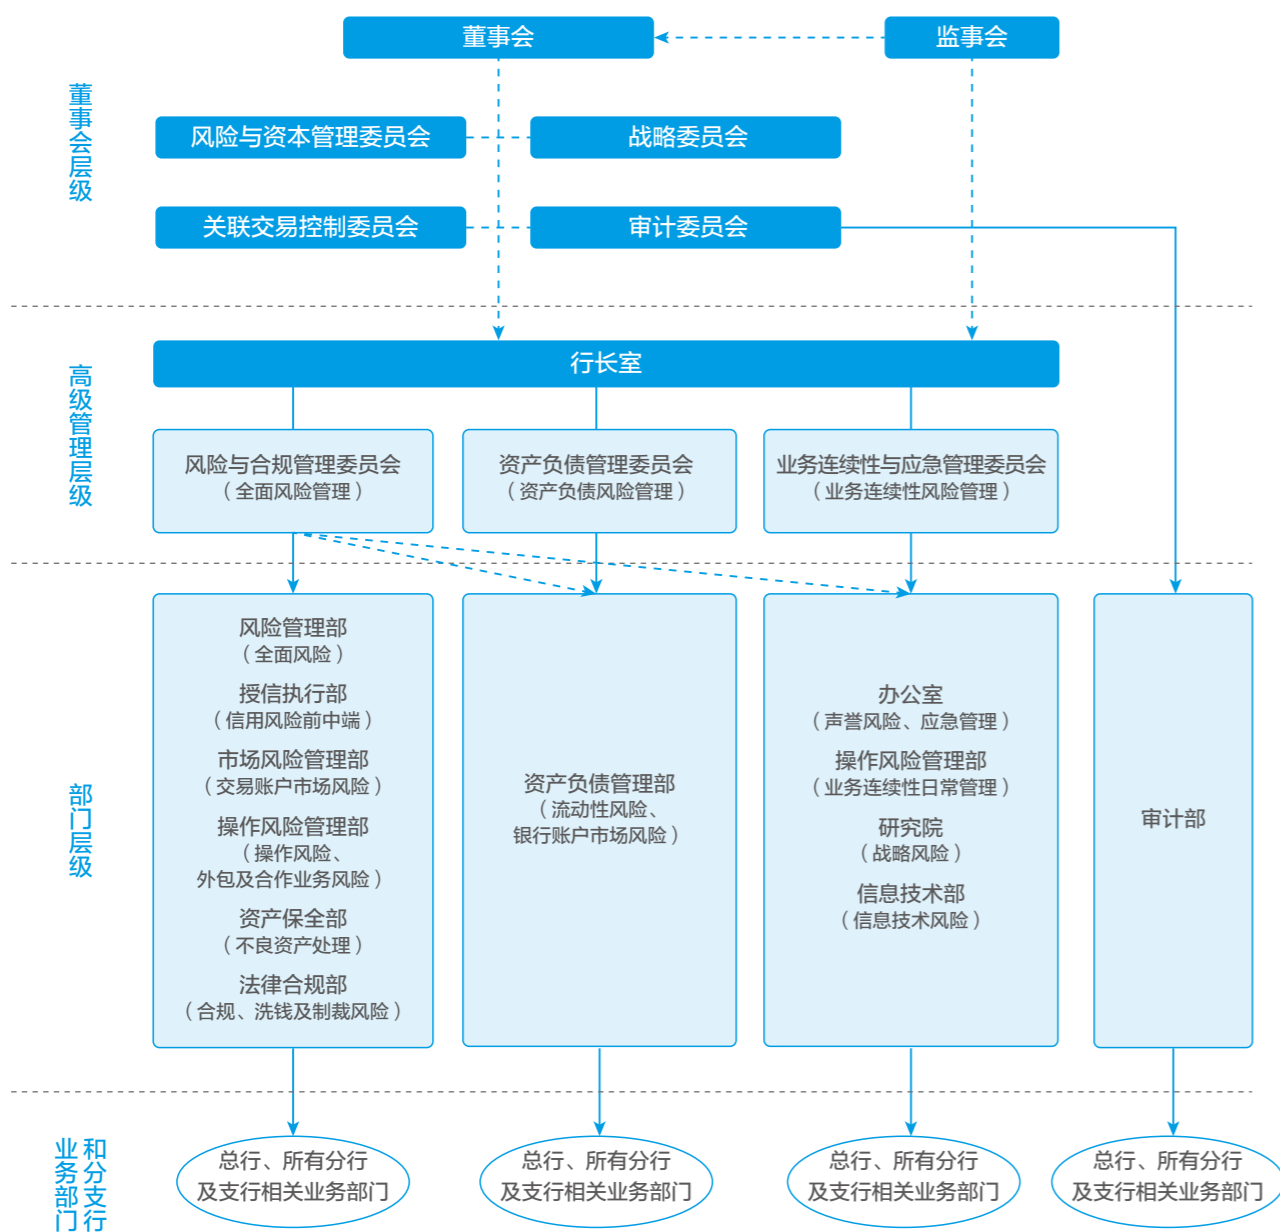 董事会
监事会
董事会层级
风险与资本管理委员会
战略委员会
关联交易控制委员会
审计委员会
高级管理层级
行长室
风险与合规管理委员会
（全面风险管理）
资产负债管理委员会
（资产负债风险管理）
业务连续性与应急管理委员会
（业务连续性风险管理）
部门层级
风险管理部
（全面风险）
授信执行部
（信用风险前中端）
市场风险管理部
（交易账户市场风险）
操作风险管理部
（操作风险、
外包及合作业务风险）
资产保全部
（不良资产处理）
法律合规部
（合规、洗钱及制裁风险）
资产负债管理部
（流动性风险、
银行账户市场风险）
办公室
（声誉风险、应急管理）
操作风险管理部
（业务连续性日常管理）
研究院
（战略风险）
信息技术部
（信息技术风险）
审计部
和分支行
业务部门
总行、所有分行
及支行相关业务部门
总行、所有分行
及支行相关业务部门
总行、所有分行
及支行相关业务部门
总行、所有分行
及支行相关业务部门